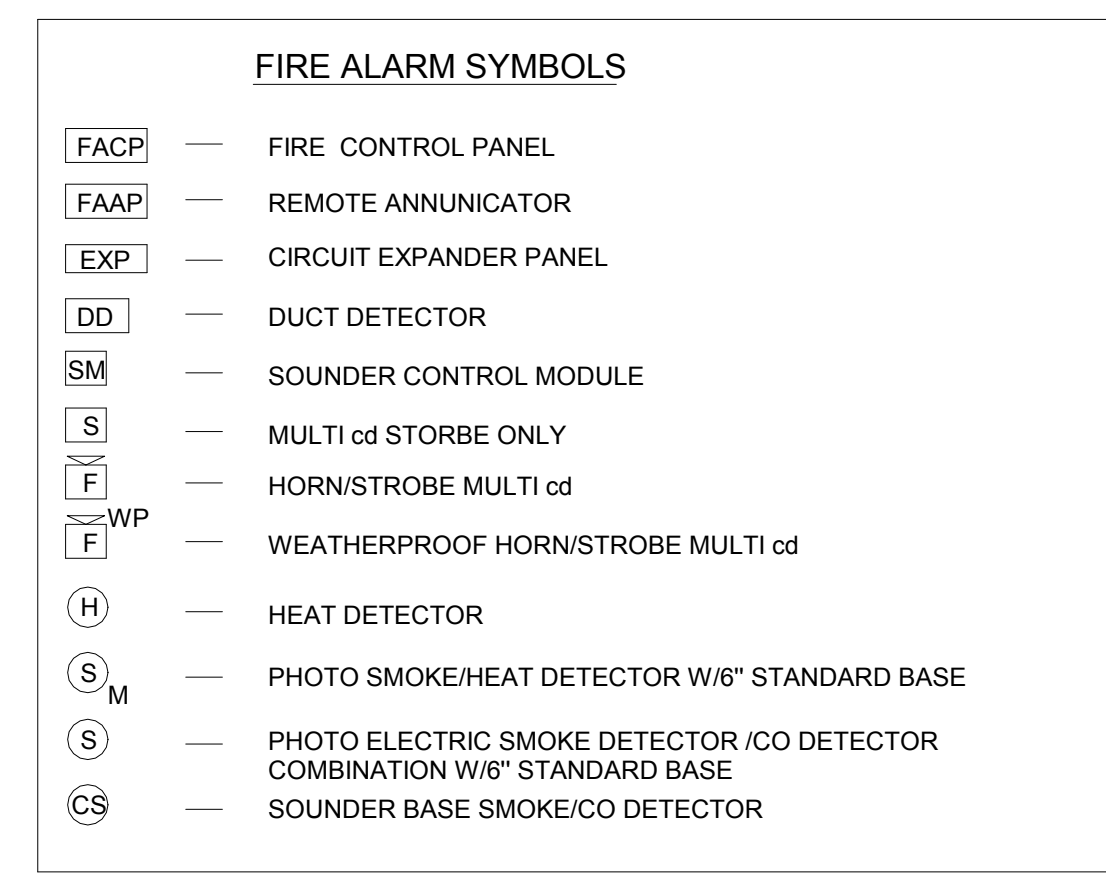 FIRE ALARM SYMBOLS
FACP — FIRE CONTROL PANEL
FAAP — REMOTE ANNUNICATOR
EXP — CIRCUIT EXPANDER PANEL
DD — DUCT DETECTOR
SM — SOUNDER CONTROL MODULE
S — MULTI cd STORBE ONLY
F — HORN/STROBE MULTI cd
WP
F — WEATHERPROOF HORN/STROBE MULTI cd
H — HEAT DETECTOR
S M — PHOTO SMOKE/HEAT DETECTOR W/6" STANDARD BASE
S — PHOTO ELECTRIC SMOKE DETECTOR /CO DETECTOR
COMBINATION W/6" STANDARD BASE
CS — SOUNDER BASE SMOKE/CO DETECTOR